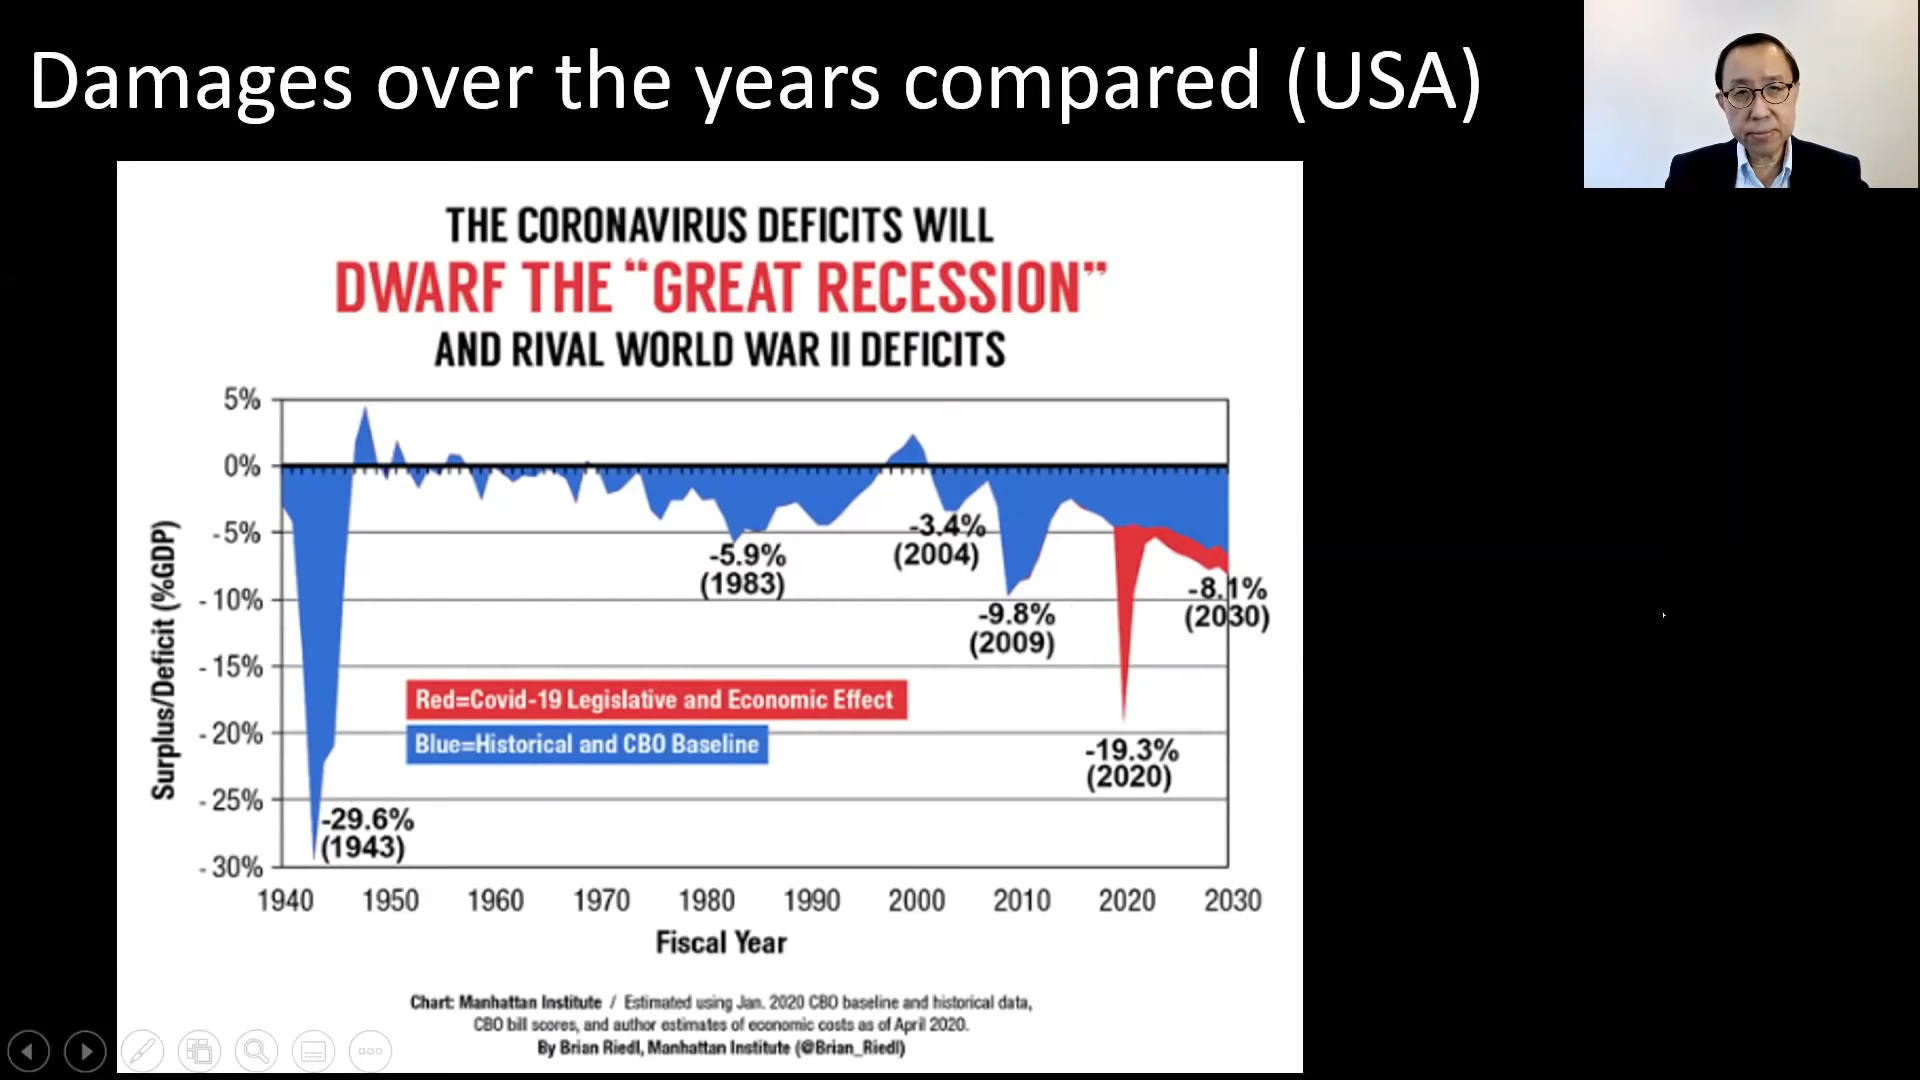 Damages over the years compared (USA)
THE CORONAVIRUS DEFICITS WILL
DWARF THE “GREAT RECESSION”
AND RIVAL WORLD WAR II DEFICITS
Surplus/Deficit (%GDP)
5%
0%
-5%
-10%
-15%
-20%
-25%
-30%
-5.9%
(1983)
-3.4%
(2004)
-9.8%
(2009)
-8.1%
(2030)
Red=Covid-19 Legislative and Economic Effect
Blue=Historical and CBO Baseline
-19.3%
(2020)
-29.6%
(1943)
1940 1950 1960 1970 1980 1990 2000 2010 2020 2030
Fiscal Year
Chart: Manhattan Institute / Estimated using Jan. 2020 CBO baseline and historical data,
CBO bill scores, and author estimates of economic costs as of April 2020.
By Brian Riedl, Manhattan Institute (@Brian_Riedl)